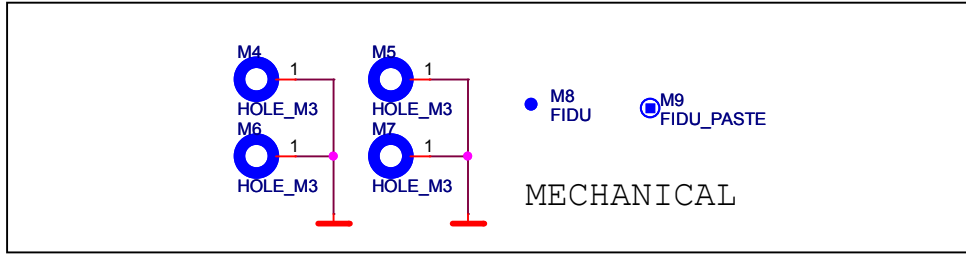 M4
1
HOLE_M3
M6
1
HOLE_M3
M5
1
HOLE_M3
M7
1
HOLE_M3
M8
FIDU
M9
FIDU_PASTE
MECHANICAL